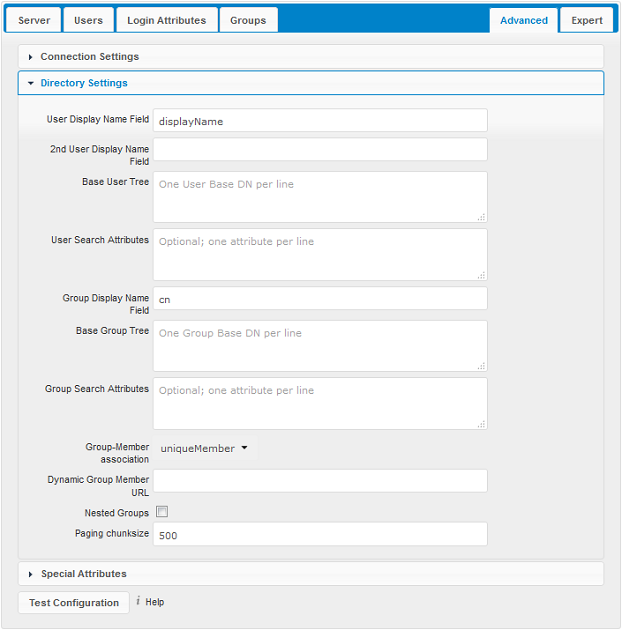 Server Users Login Attributes Groups Advanced Expert
Connection Settings
Directory Settings
User Display Name Field displayName
2nd User Display Name
Field
Base User Tree One User Base DN per line
User Search Attributes Optional; one attribute per line
Group Display Name
Field cn
Base Group Tree One Group Base DN per line
Group Search Attributes Optional; one attribute per line
Group-Member
association uniqueMember
Dynamic Group Member
URL
Nested Groups
Paging chunksize 500
Special Attributes
Test Configuration i Help